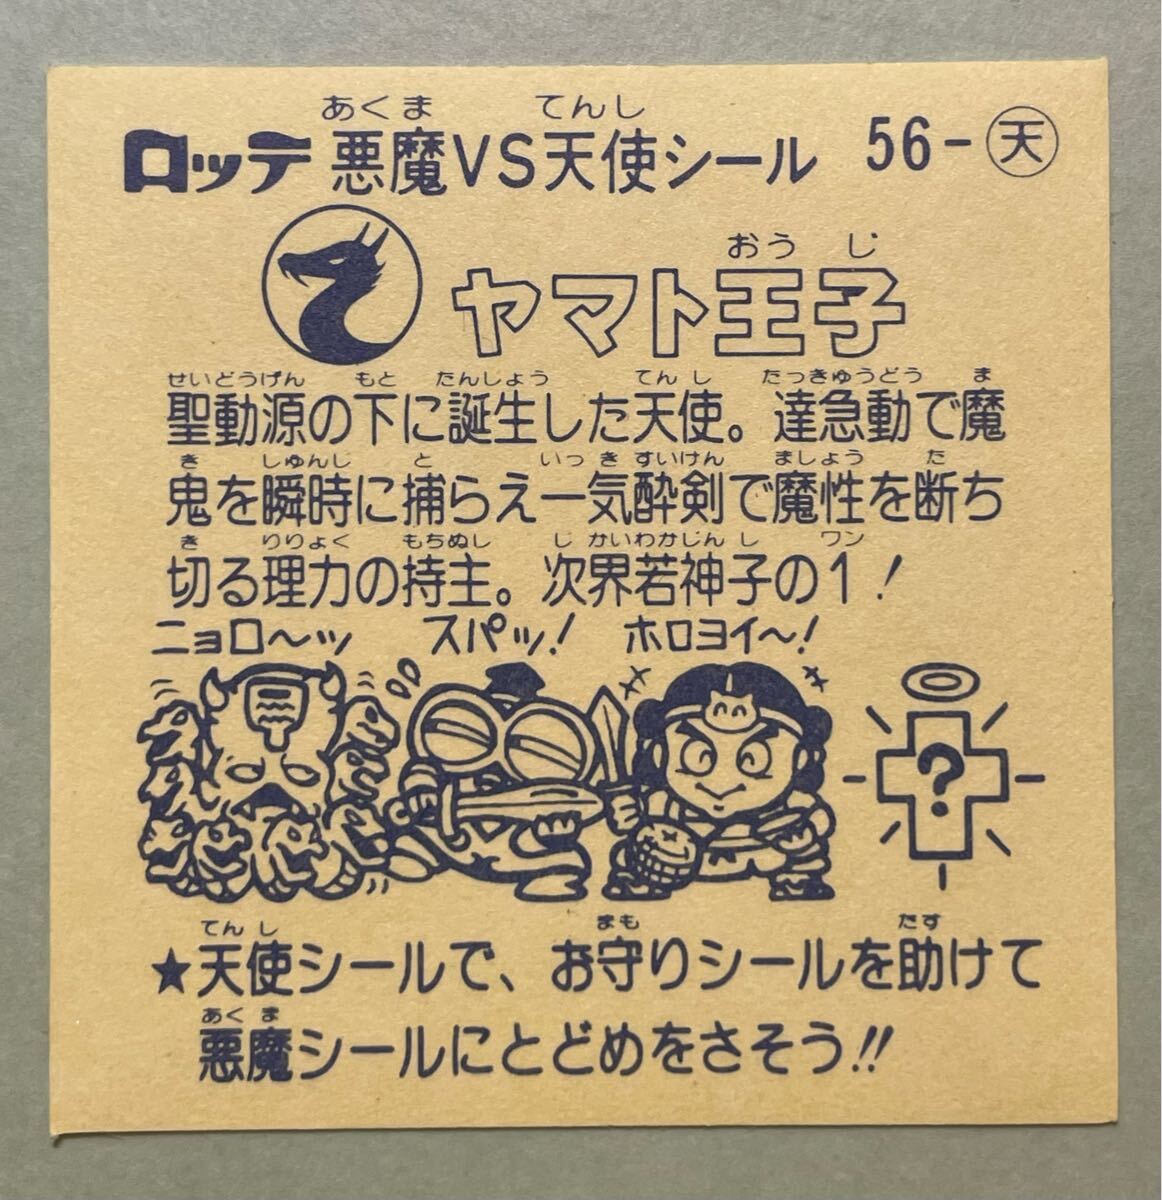 あくま てんし
ロッテ 悪魔VS天使シール 56-天
おうじ
ヤマト王子
せいどうげん もと たんじょう てんし たっきゅうどう ま
聖動源の下に誕生した天使。達急動で魔
き しゅんじ と いっきすいけん ましょう た
鬼を瞬時に捕らえ一気酔剣で魔性を断ち
き りりょく もちぬし じかいわかじんし ワン
切る理力の持主。次界若神子の1!
ニョロ〜ッ スパッ! ホロヨイ〜!
?
てんし まも たす
★天使シールで、お守りシールを助けて
あくま
悪魔シールにとどめをさそう!!